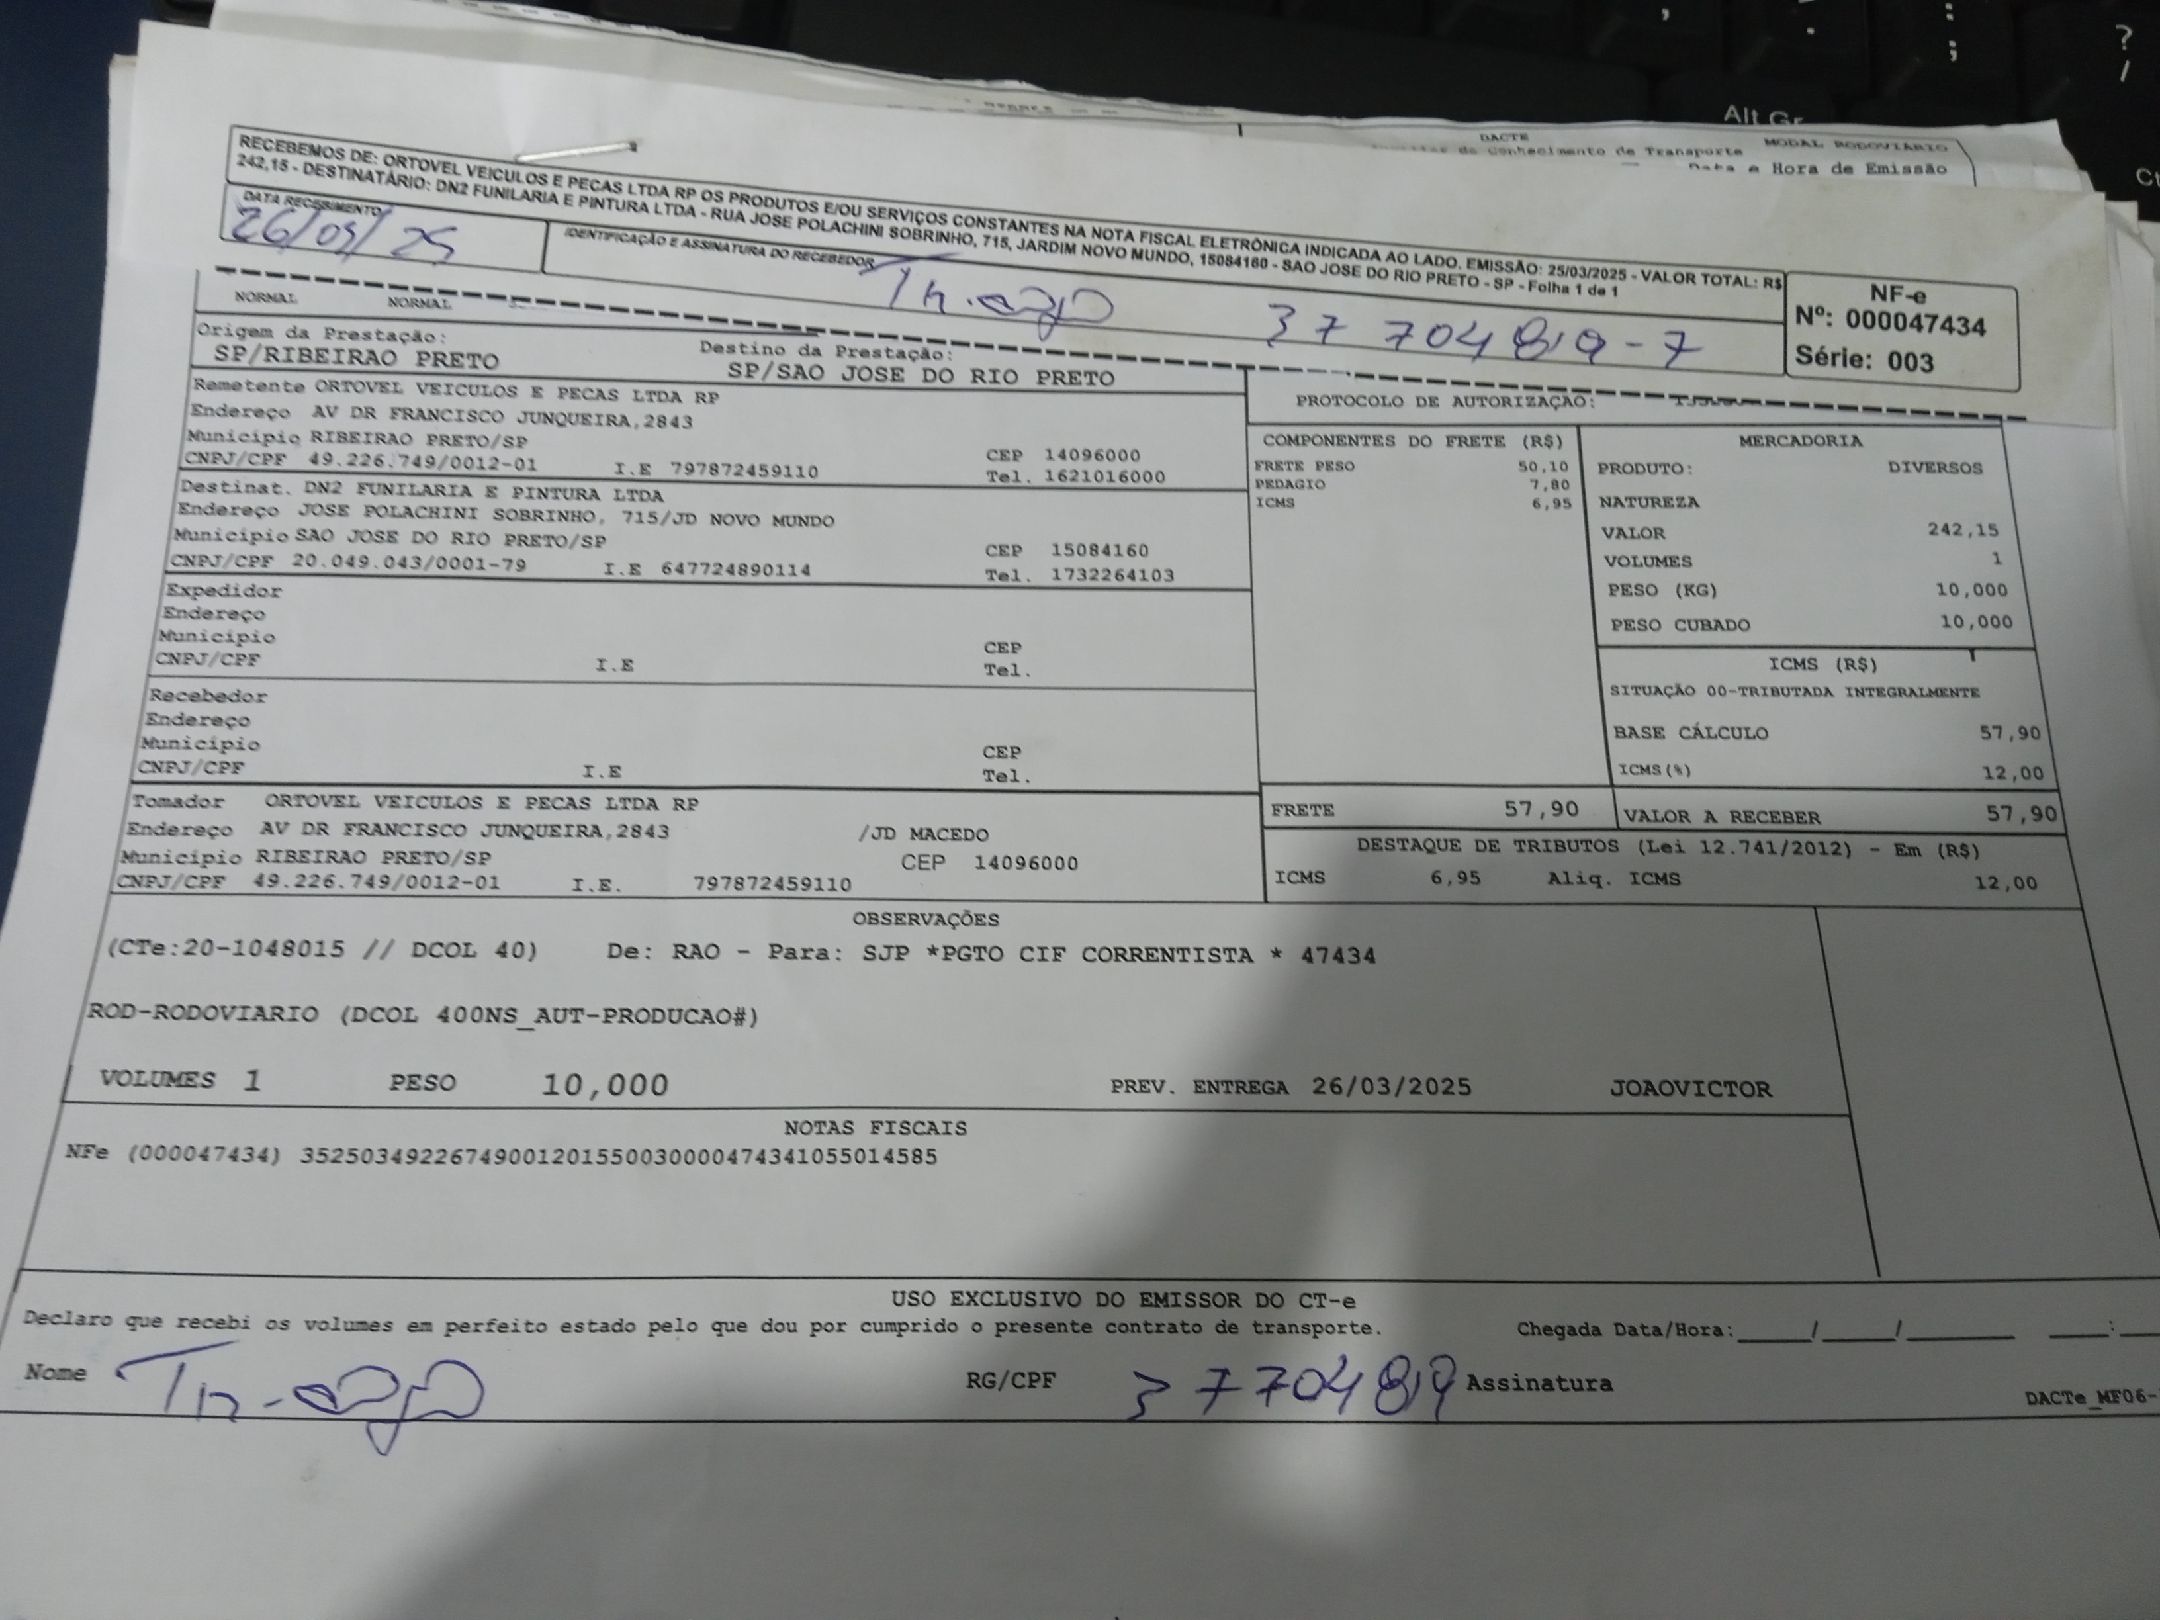 Alt Gr
DACTE MODAL RODOVIÁRIO
de Conhecimento de Transporte
Data e Hora de Emissão
RECEBEMOS DE: ORTOVEL VEICULOS E PECAS LTDA RP OS PRODUTOS E/OU SERVIÇOS CONSTANTES NA NOTA FISCAL ELETRÔNICA INDICADA AO LADO. EMISSÃO: 25/03/2025 - VALOR TOTAL: R$
242,15 - DESTINATÁRIO: DN2 FUNILARIA E PINTURA LTDA - RUA JOSE POLACHINI SOBRINHO, 715, JARDIM NOVO MUNDO, 15084160 - SAO JOSE DO RIO PRETO - SP - Folha 1 de 1
DATA RECEBIMENTO
26/03/25
IDENTIFICAÇÃO E ASSINATURA DO RECEBEDOR
Thiago 37 704 819-7
NF-e
Nº: 000047434
Série: 003
NORMAL NORMAL
Origem da Prestação: Destino da Prestação:
SP/RIBEIRAO PRETO SP/SAO JOSE DO RIO PRETO
PROTOCOLO DE AUTORIZAÇÃO:
Remetente ORTOVEL VEICULOS E PECAS LTDA RP
Endereço AV DR FRANCISCO JUNQUEIRA,2843
Município RIBEIRAO PRETO/SP CEP 14096000
CNPJ/CPF 49.226.749/0012-01 I.E 797872459110 Tel. 1621016000
Destinat. DN2 FUNILARIA E PINTURA LTDA
Endereço JOSE POLACHINI SOBRINHO, 715/JD NOVO MUNDO
Município SAO JOSE DO RIO PRETO/SP CEP 15084160
CNPJ/CPF 20.049.043/0001-79 I.E 647724890114 Tel. 1732264103
Expedidor
Endereço
Município CEP
CNPJ/CPF I.E Tel.
Recebedor
Endereço
Município CEP
CNPJ/CPF I.E Tel.
Tomador ORTOVEL VEICULOS E PECAS LTDA RP
Endereço AV DR FRANCISCO JUNQUEIRA,2843 /JD MACEDO
Município RIBEIRAO PRETO/SP CEP 14096000
CNPJ/CPF 49.226.749/0012-01 I.E. 797872459110
COMPONENTES DO FRETE (R$)
FRETE PESO 50,10
PEDAGIO 7,80
ICMS 6,95
MERCADORIA
PRODUTO: DIVERSOS
NATUREZA
VALOR 242,15
VOLUMES 1
PESO (KG) 10,000
PESO CUBADO 10,000
ICMS (R$)
SITUAÇÃO 00-TRIBUTADA INTEGRALMENTE
BASE CÁLCULO 57,90
ICMS(%) 12,00
FRETE 57,90 VALOR A RECEBER 57,90
DESTAQUE DE TRIBUTOS (Lei 12.741/2012) - Em (R$)
ICMS 6,95 Aliq. ICMS 12,00
OBSERVAÇÕES
(CTe:20-1048015 // DCOL 40) De: RAO - Para: SJP *PGTO CIF CORRENTISTA * 47434
ROD-RODOVIARIO (DCOL 400NS_AUT-PRODUCAO#)
VOLUMES 1 PESO 10,000 PREV. ENTREGA 26/03/2025 JOAOVICTOR
NOTAS FISCAIS
NFe (000047434) 35250349226749001201550030000474341055014585
USO EXCLUSIVO DO EMISSOR DO CT-e
Declaro que recebi os volumes em perfeito estado pelo que dou por cumprido o presente contrato de transporte. Chegada Data/Hora:____/____/______ ___:__
Nome Thiago RG/CPF 37704819 Assinatura
DACTe_MF06-